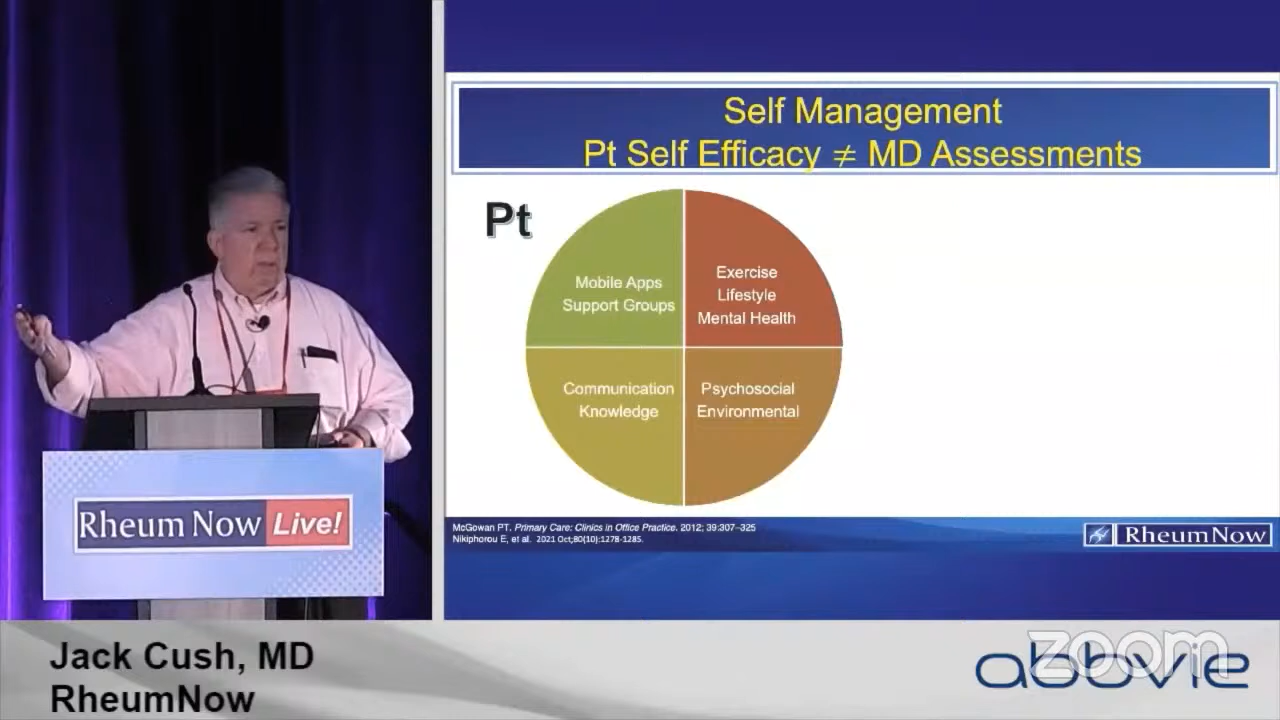 Self Management
Pt Self Efficacy ≠ MD Assessments
Pt
Mobile Apps
Support Groups
Exercise
Lifestyle
Mental Health
Communication
Knowledge
Psychosocial
Environmental
McGowan PT. Primary Care: Clinics in Office Practice. 2012; 39:307–325
Nikiphorou E, et al. 2021 Oct;80(10):1278-1285.
RheumNow
Rheum Now Live!
Jack Cush, MD
RheumNow
zoom
abbvie